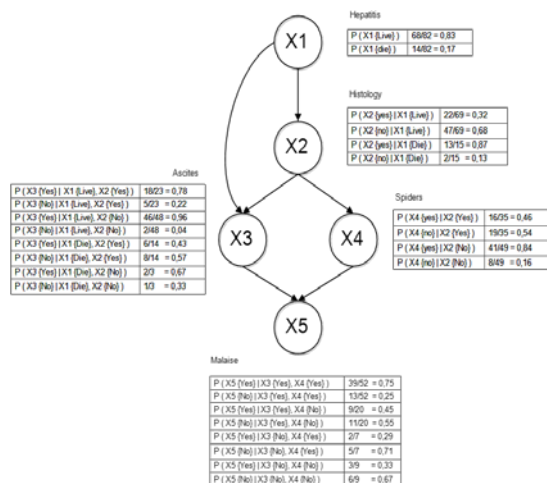 Hepatitis
X1
P ( X1 {Live} ) 68/82 = 0,83
P ( X1 {die} ) 14/82 = 0,17
Histology
X2
P ( X2 {yes} | X1 {Live} ) 22/69 = 0,32
P ( X2 {no} | X1 {Live} ) 47/69 = 0,68
P ( X2 {yes} | X1 {Die} ) 13/15 = 0,87
P ( X2 {no} | X1 {Die} ) 2/15 = 0,13
Ascites
P ( X3 {Yes} | X1 {Live}, X2 {Yes} ) 18/23 = 0,78
P ( X3 {No} | X1 {Live}, X2 {Yes} ) 5/23 = 0,22
P ( X3 {Yes} | X1 {Live}, X2 {No} ) 46/48 = 0,96
P ( X3 {No} | X1 {Live}, X2 {No} ) 2/48 = 0,04
P ( X3 {Yes} | X1 {Die}, X2 {Yes} ) 6/14 = 0,43
P ( X3 {No} | X1 {Die}, X2 {Yes} ) 8/14 = 0,57
P ( X3 {Yes} | X1 {Die}, X2 {No} ) 2/3 = 0,67
P ( X3 {No} | X1 {Die}, X2 {No} ) 1/3 = 0,33
X3
X4
Spiders
P ( X4 {yes} | X2 {Yes} ) 16/35 = 0,46
P ( X4 {no} | X2 {Yes} ) 19/35 = 0,54
P ( X4 {yes} | X2 {No} ) 41/49 = 0,84
P ( X4 {no} | X2 {No} ) 8/49 = 0,16
X5
Malaise
P ( X5 {Yes} | X3 {Yes}, X4 {Yes} ) 39/52 = 0,75
P ( X5 {No} | X3 {Yes}, X4 {Yes} ) 13/52 = 0,25
P ( X5 {Yes} | X3 {Yes}, X4 {No} ) 9/20 = 0,45
P ( X5 {No} | X3 {Yes}, X4 {No} ) 11/20 = 0,55
P ( X5 {Yes} | X3 {No}, X4 {Yes} ) 2/7 = 0,29
P ( X5 {No} | X3 {No}, X4 {Yes} ) 5/7 = 0,71
P ( X5 {Yes} | X3 {No}, X4 {No} ) 3/9 = 0,33
P ( X5 {No} | X3 {No}, X4 {No} ) 6/9 = 0,67